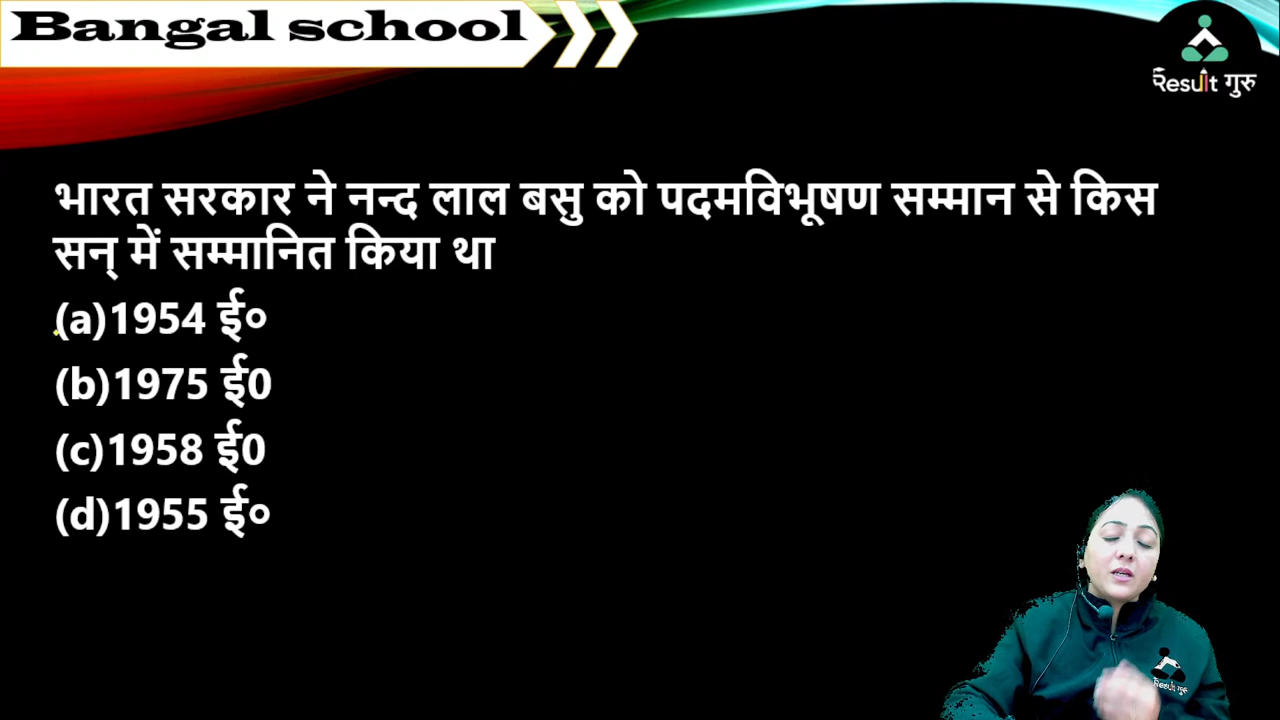 Bangal school
Result गुरु
भारत सरकार ने नन्द लाल बसु को पदमविभूषण सम्मान से किस
सन् में सम्मानित किया था
(a)1954 ई०
(b)1975 ई0
(c)1958 ई0
(d)1955 ई०
Result गुरु